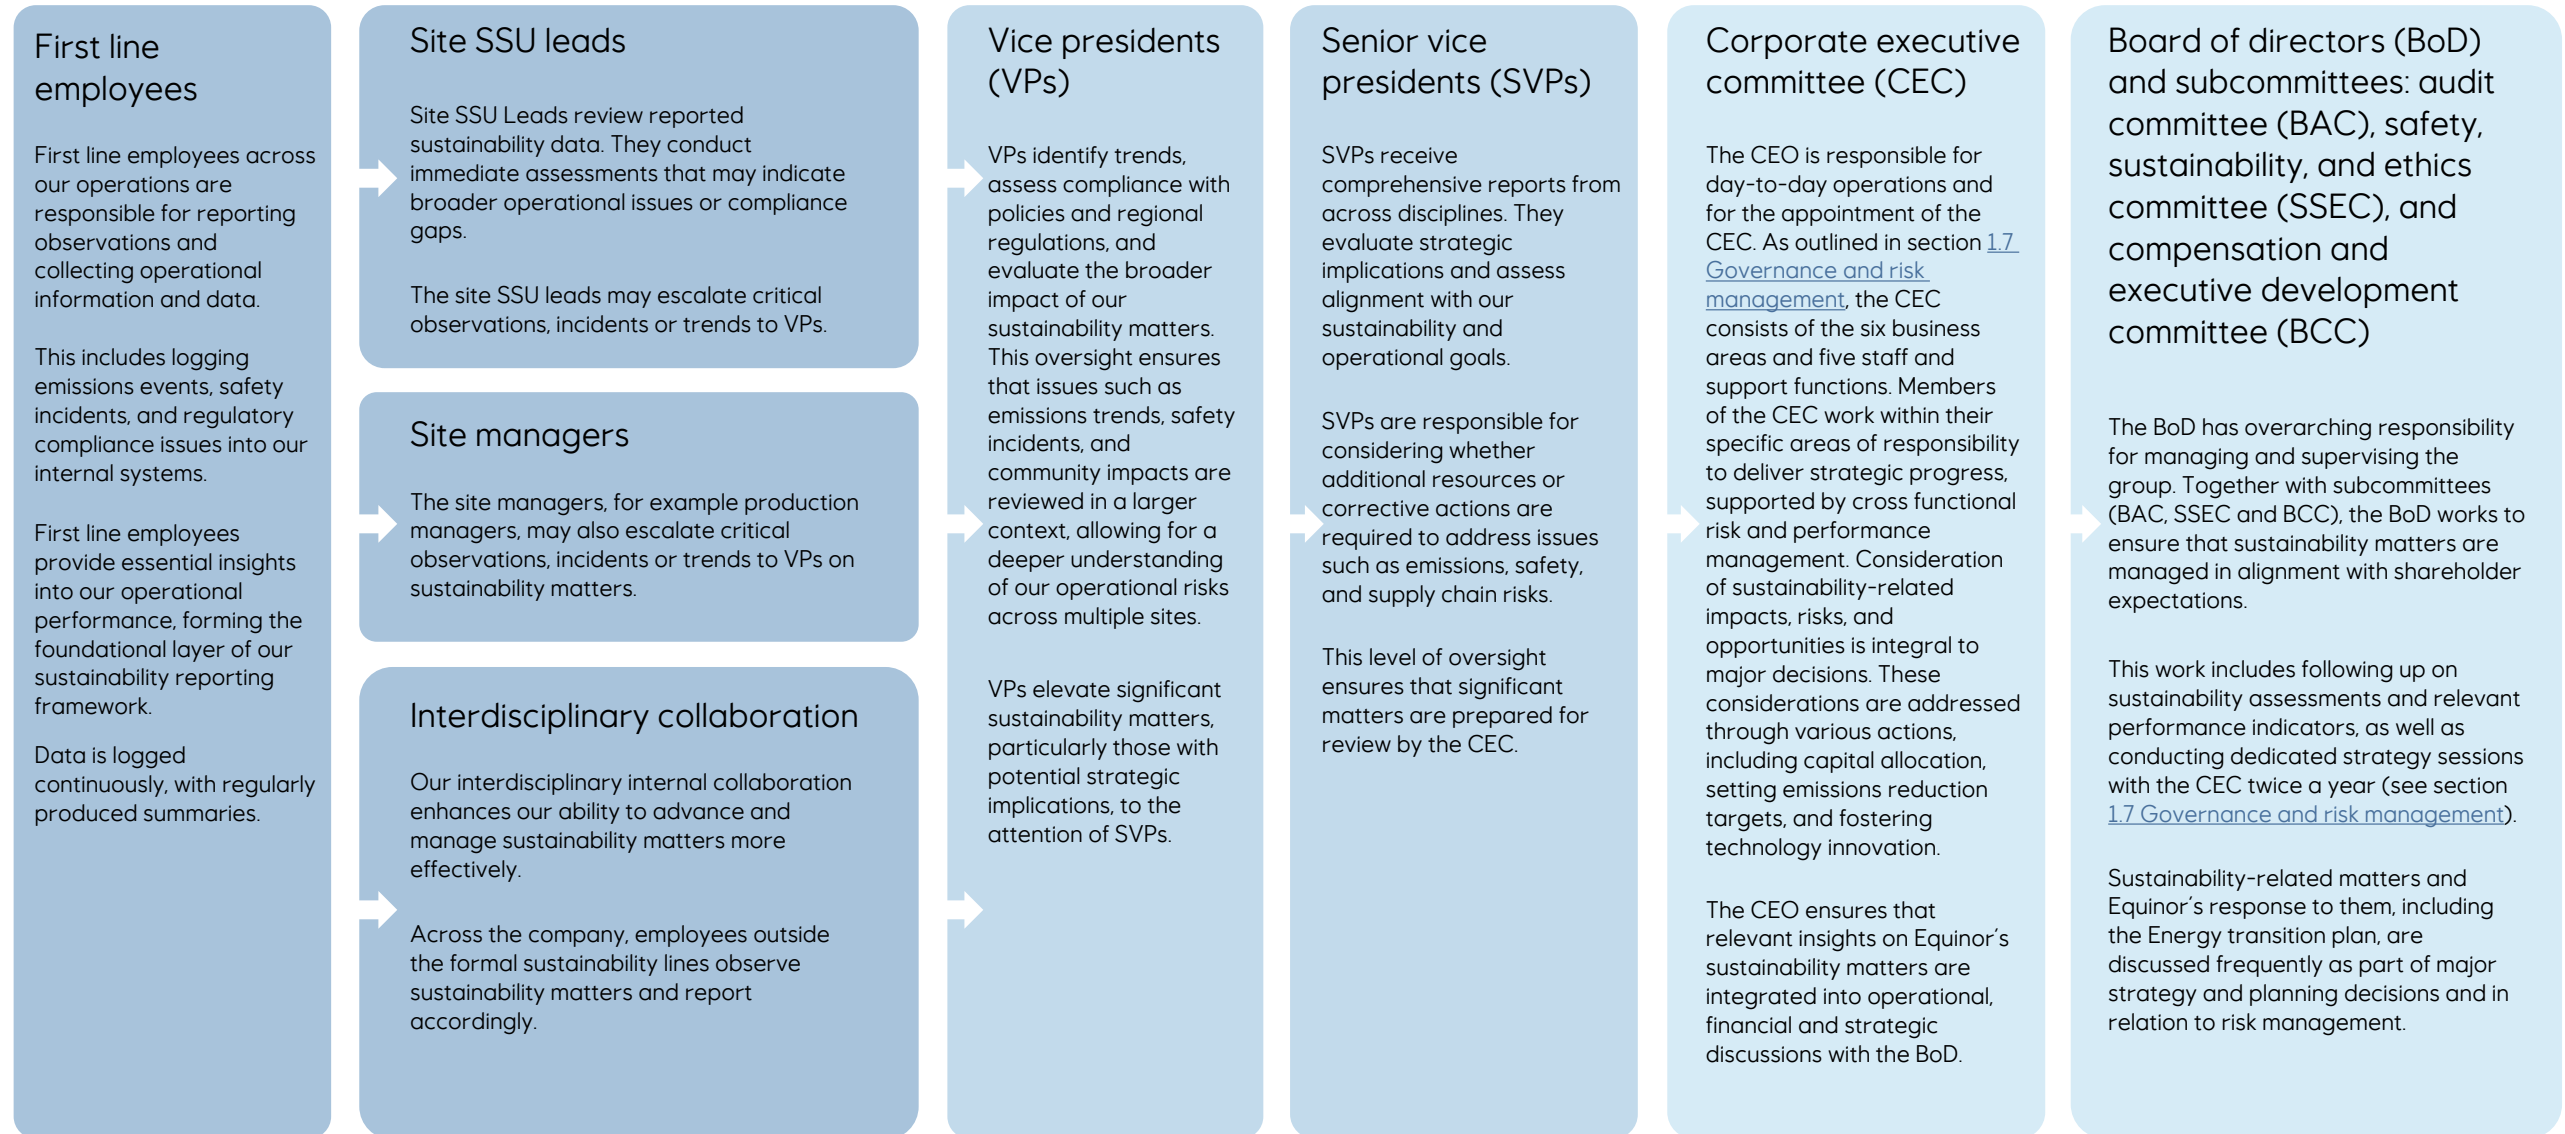 First line
employees
First line employees across
our operations are
responsible for reporting
observations and
collecting operational
information and data.
This includes logging
emissions events, safety
incidents, and regulatory
compliance issues into our
internal systems.
First line employees
provide essential insights
into our operational
performance, forming the
foundational layer of our
sustainability reporting
framework.
Data is logged
continuously, with regularly
produced summaries.
Site SSU leads
Site SSU Leads review reported
sustainability data. They conduct
immediate assessments that may indicate
broader operational issues or compliance
gaps.
The site SSU leads may escalate critical
observations, incidents or trends to VPs.
Site managers
The site managers, for example production
managers, may also escalate critical
observations, incidents or trends to VPs on
sustainability matters.
Interdisciplinary collaboration
Our interdisciplinary internal collaboration
enhances our ability to advance and
manage sustainability matters more
effectively.
Across the company, employees outside
the formal sustainability lines observe
sustainability matters and report
accordingly.
Vice presidents
(VPs)
VPs identify trends,
assess compliance with
policies and regional
regulations, and
evaluate the broader
impact of our
sustainability matters.
This oversight ensures
that issues such as
emissions trends, safety
incidents, and
community impacts are
reviewed in a larger
context, allowing for a
deeper understanding
of our operational risks
across multiple sites.
VPs elevate significant
sustainability matters,
particularly those with
potential strategic
implications, to the
attention of SVPs.
Senior vice
presidents (SVPs)
SVPs receive
comprehensive reports from
across disciplines. They
evaluate strategic
implications and assess
alignment with our
sustainability and
operational goals.
SVPs are responsible for
considering whether
additional resources or
corrective actions are
required to address issues
such as emissions, safety,
and supply chain risks.
This level of oversight
ensures that significant
matters are prepared for
review by the CEC.
Corporate executive
committee (CEC)
The CEO is responsible for
day-to-day operations and
for the appointment of the
CEC. As outlined in section 1.7
Governance and risk
management, the CEC
consists of the six business
areas and five staff and
support functions. Members
of the CEC work within their
specific areas of responsibility
to deliver strategic progress,
supported by cross functional
risk and performance
management. Consideration
of sustainability-related
impacts, risks, and
opportunities is integral to
major decisions. These
considerations are addressed
through various actions,
including capital allocation,
setting emissions reduction
targets, and fostering
technology innovation.
The CEO ensures that
relevant insights on Equinor´s
sustainability matters are
integrated into operational,
financial and strategic
discussions with the BoD.
Board of directors (BoD)
and subcommittees: audit
committee (BAC), safety,
sustainability, and ethics
committee (SSEC), and
compensation and
executive development
committee (BCC)
The BoD has overarching responsibility
for managing and supervising the
group. Together with subcommittees
(BAC, SSEC and BCC), the BoD works to
ensure that sustainability matters are
managed in alignment with shareholder
expectations.
This work includes following up on
sustainability assessments and relevant
performance indicators, as well as
conducting dedicated strategy sessions
with the CEC twice a year (see section
1.7 Governance and risk management).
Sustainability-related matters and
Equinor´s response to them, including
the Energy transition plan, are
discussed frequently as part of major
strategy and planning decisions and in
relation to risk management.